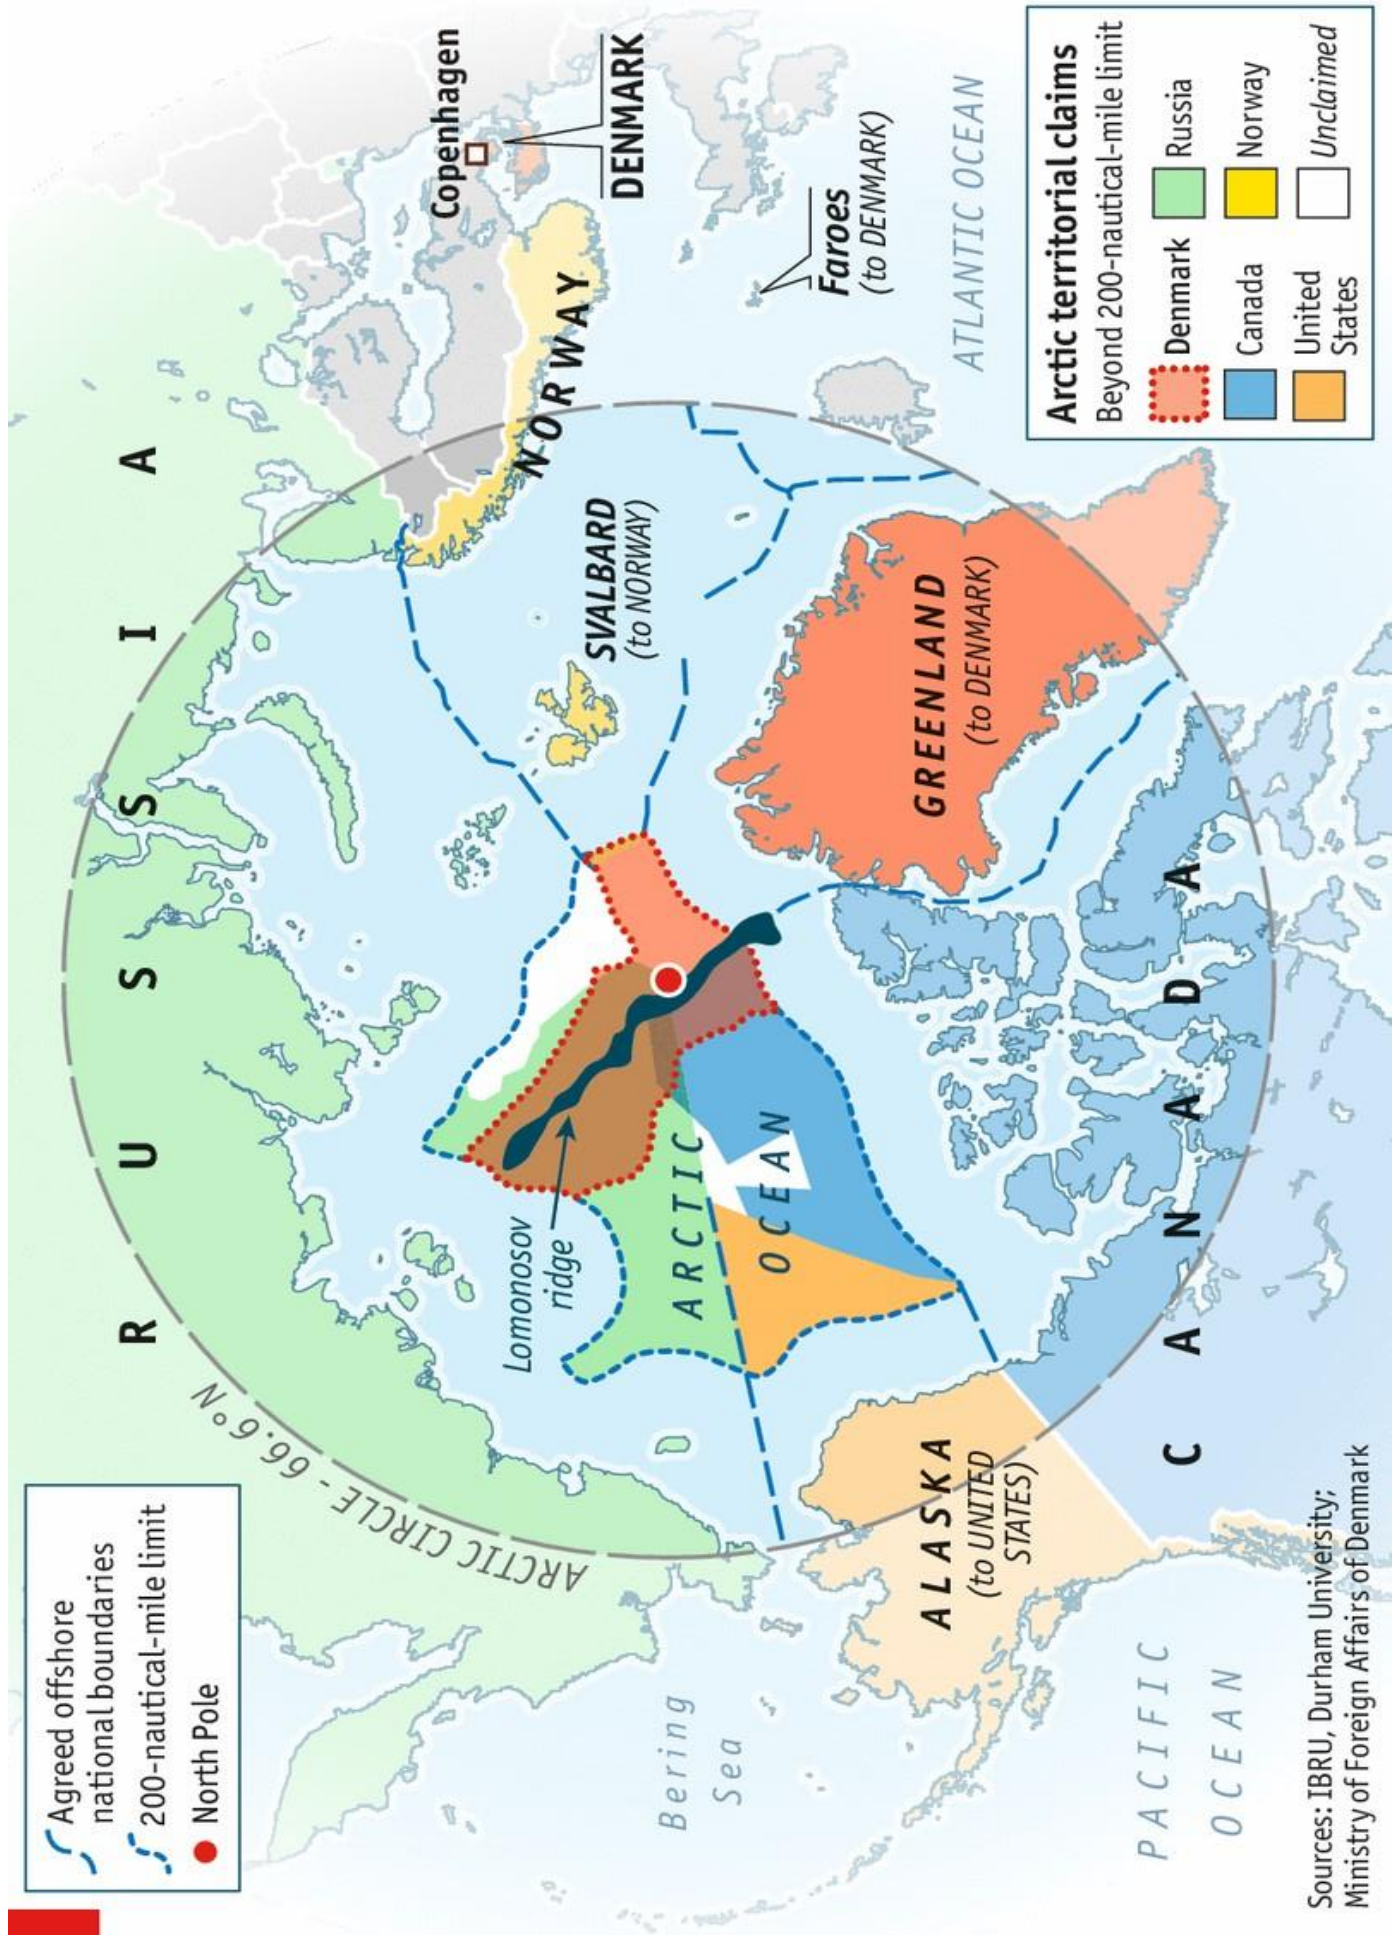 Agreed offshore
national boundaries
200-nautical-mile limit
North Pole
ARCTIC CIRCLE - 66.6°N
RUSSIA
Copenhagen
DENMARK
NORWAY
Faroes
(to DENMARK)
ATLANTIC OCEAN
SVALBARD
(to NORWAY)
GREENLAND
(to DENMARK)
Lomonosov
ridge
ARCTIC
OCEAN
ALASKA
(to UNITED
STATES)
CANADA
Bering
Sea
PACIFIC
OCEAN
Arctic territorial claims
Beyond 200-nautical-mile limit
Denmark
Russia
Canada
Norway
United
States
Unclaimed
Sources: IBRU, Durham University;
Ministry of Foreign Affairs of Denmark